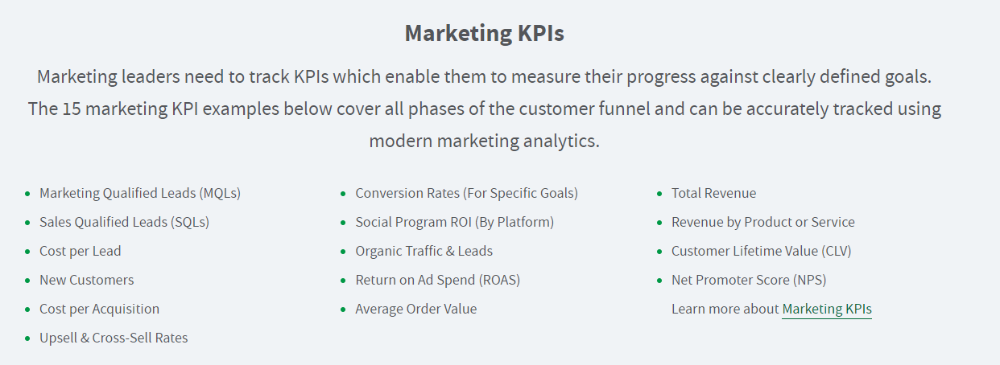 Marketing KPIs
Marketing leaders need to track KPIs which enable them to measure their progress against clearly defined goals.
The 15 marketing KPI examples below cover all phases of the customer funnel and can be accurately tracked using
modern marketing analytics.
Marketing Qualified Leads (MQLs)
Sales Qualified Leads (SQLs)
Cost per Lead
New Customers
Cost per Acquisition
Upsell & Cross-Sell Rates
Conversion Rates (For Specific Goals)
Social Program ROI (By Platform)
Organic Traffic & Leads
Return on Ad Spend (ROAS)
Average Order Value
Total Revenue
Revenue by Product or Service
Customer Lifetime Value (CLV)
Net Promoter Score (NPS)
Learn more about Marketing KPIs